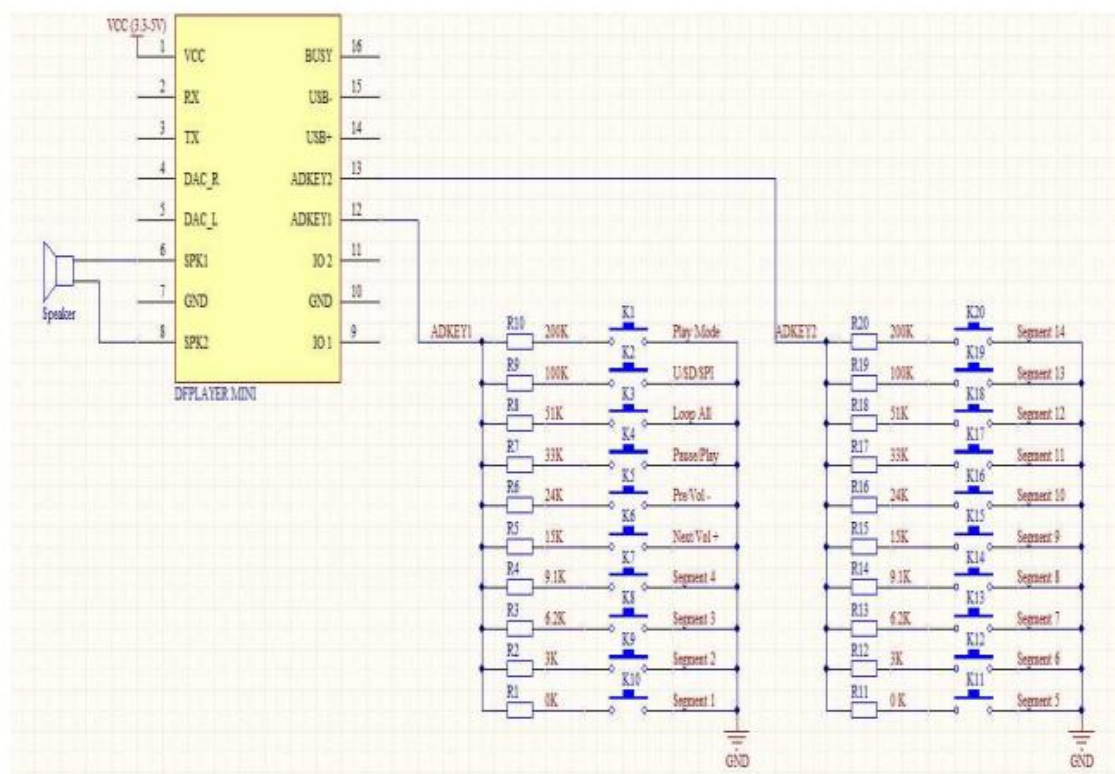 VCC (3.3-5V)
1 VCC BUSY 16
2 RX USB- 15
3 TX USB+ 14
4 DAC_R ADKEY2 13
5 DAC_L ADKEY1 12
6 SPK1 IO 2 11
7 GND GND 10
8 SPK2 IO 1 9
Speaker
DFPLAYER MINI
ADKEY1
R10 200K K1 Play Mode
R9 100K K2 U/SD/SPI
R8 51K K3 Loop All
R7 33K K4 Pause/Play
R6 24K K5 Pre/Vol -
R5 15K K6 Next/Vol +
R4 9.1K K7 Segment 4
R3 6.2K K8 Segment 3
R2 3K K9 Segment 2
R1 0K K10 Segment 1
GND
ADKEY2
R20 200K K20 Segment 14
R19 100K K19 Segment 13
R18 51K K18 Segment 12
R17 33K K17 Segment 11
R16 24K K16 Segment 10
R15 15K K15 Segment 9
R14 9.1K K14 Segment 8
R13 6.2K K13 Segment 7
R12 3K K12 Segment 6
R11 0 K K11 Segment 5
GND